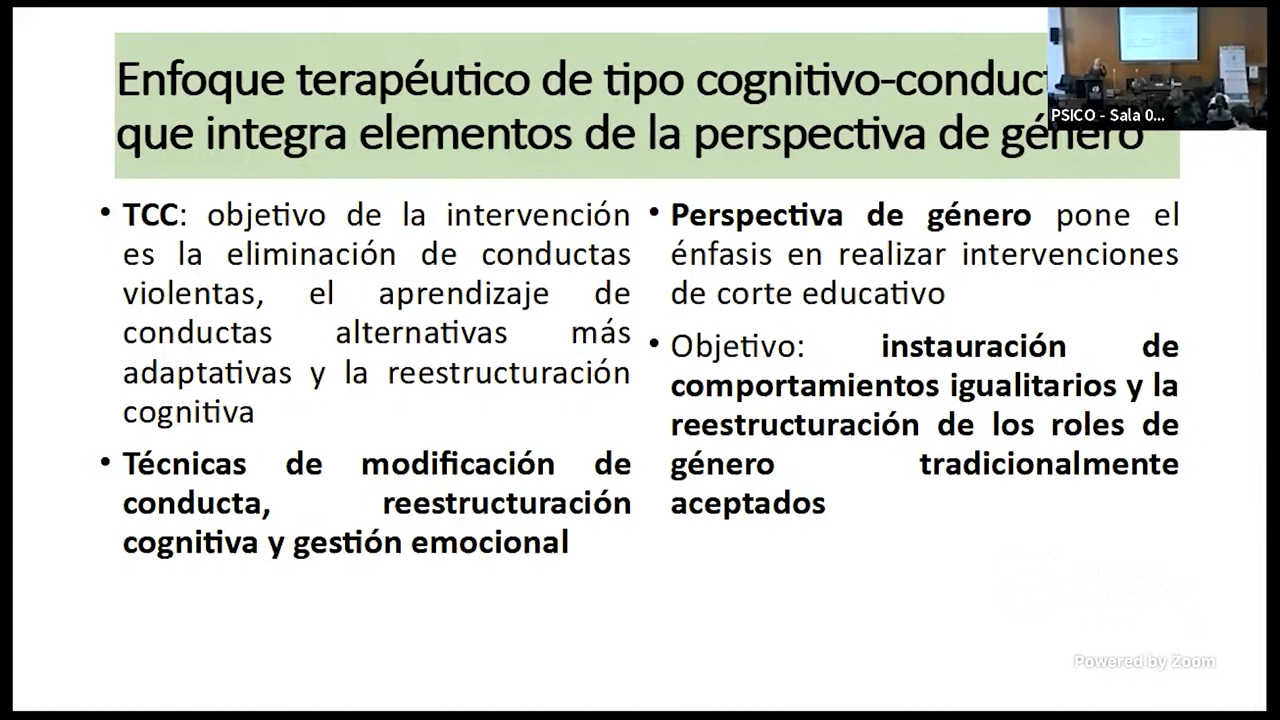 Enfoque terapéutico de tipo cognitivo-conduct
que integra elementos de la perspectiva de género
PSICO - Sala 0...
• TCC: objetivo de la intervención
es la eliminación de conductas
violentas, el aprendizaje de
conductas alternativas más
adaptativas y la reestructuración
cognitiva
• Técnicas de modificación de
conducta, reestructuración
cognitiva y gestión emocional
• Perspectiva de género pone el
énfasis en realizar intervenciones
de corte educativo
• Objetivo: instauración de
comportamientos igualitarios y la
reestructuración de los roles de
género tradicionalmente
aceptados
Powered by Zoom